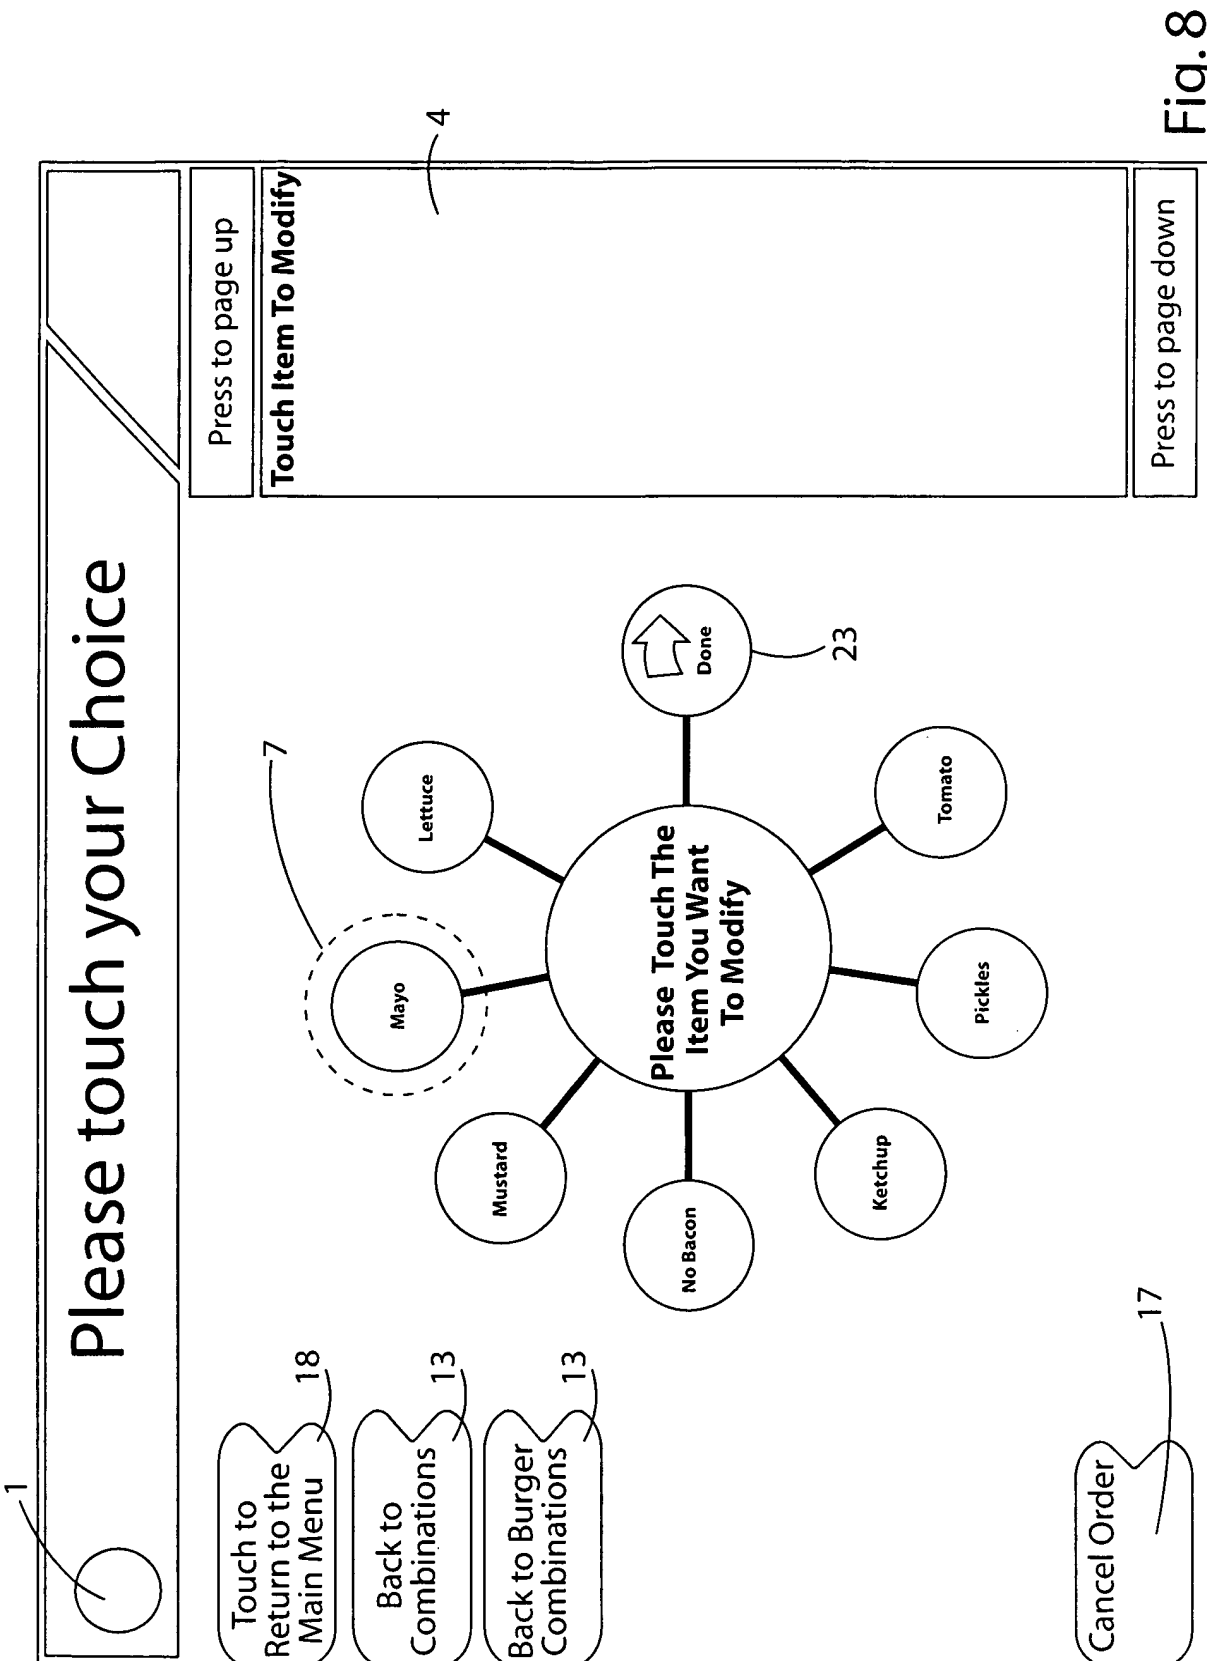 1
Please touch your Choice
Touch to
Return to the
Main Menu
18
Back to
Combinations
13
Back to Burger
Combinations
13
Cancel Order
17
7
Mustard
Mayo
Lettuce
No Bacon
Please Touch The
Item You Want
To Modify
Done
23
Ketchup
Pickles
Tomato
Press to page up
Touch Item To Modify
4
Press to page down
Fig. 8